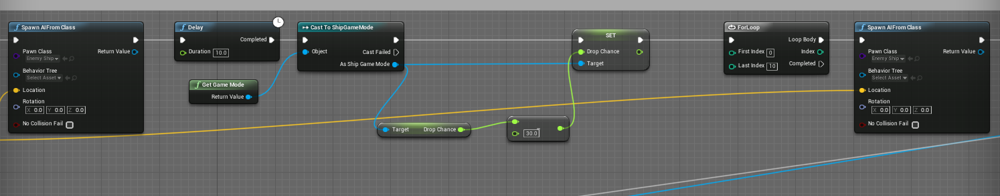 Spawn AIFrom Class
Pawn Class
Return Value
Enemy Ship
Behavior Tree
Select Asset
Location
Rotation
X 0.0 Y 0.0 Z 0.0
No Collision Fail
Delay
Completed
Duration 10.0
Get Game Mode
Return Value
Cast To ShipGameMode
Object
Cast Failed
As Ship Game Mode
Target Drop Chance
30.0
SET
Drop Chance
Target
ForLoop
Loop Body
First Index 0
Index
Last Index 10
Completed
Spawn AIFrom Class
Pawn Class
Return Value
Enemy Ship
Behavior Tree
Select Asset
Location
Rotation
X 0.0 Y 0.0 Z 0.0
No Collision Fail